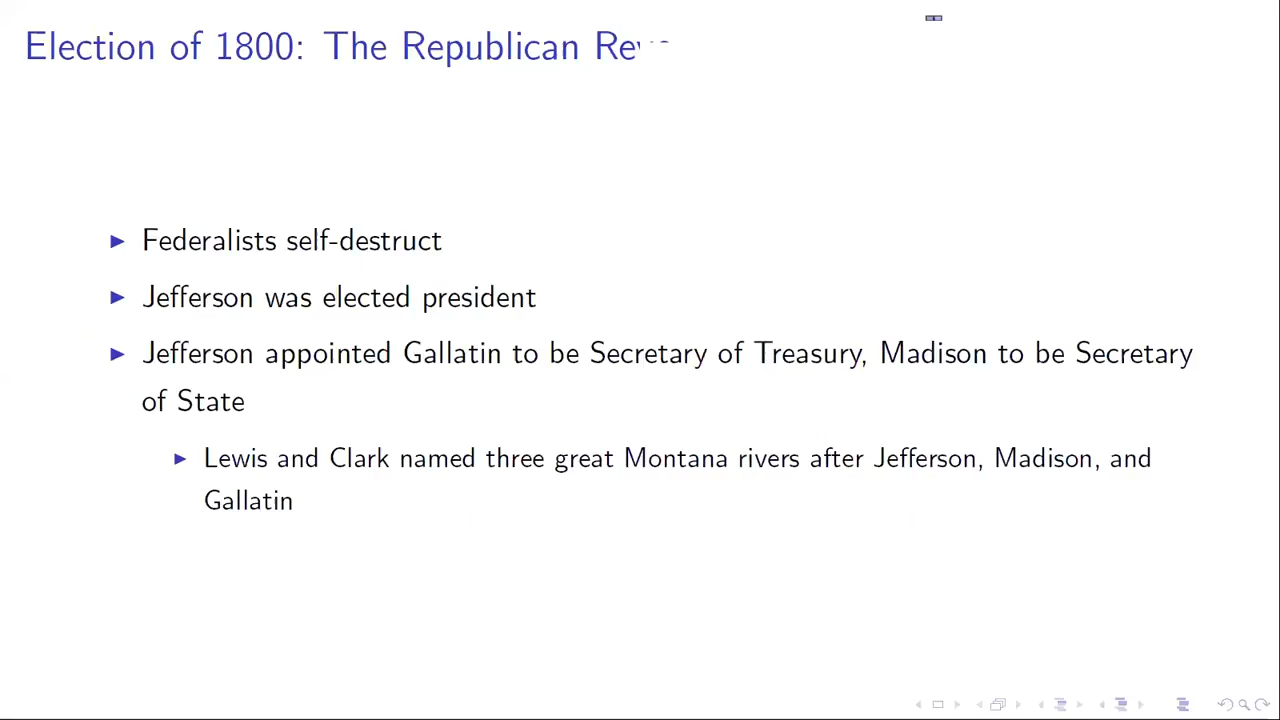 Election of 1800: The Republican
Federalists self-destruct
Jefferson was elected president
Jefferson appointed Gallatin to be Secretary of Treasury, Madison to be Secretary
of State
Lewis and Clark named three great Montana rivers after Jefferson, Madison, and
Gallatin